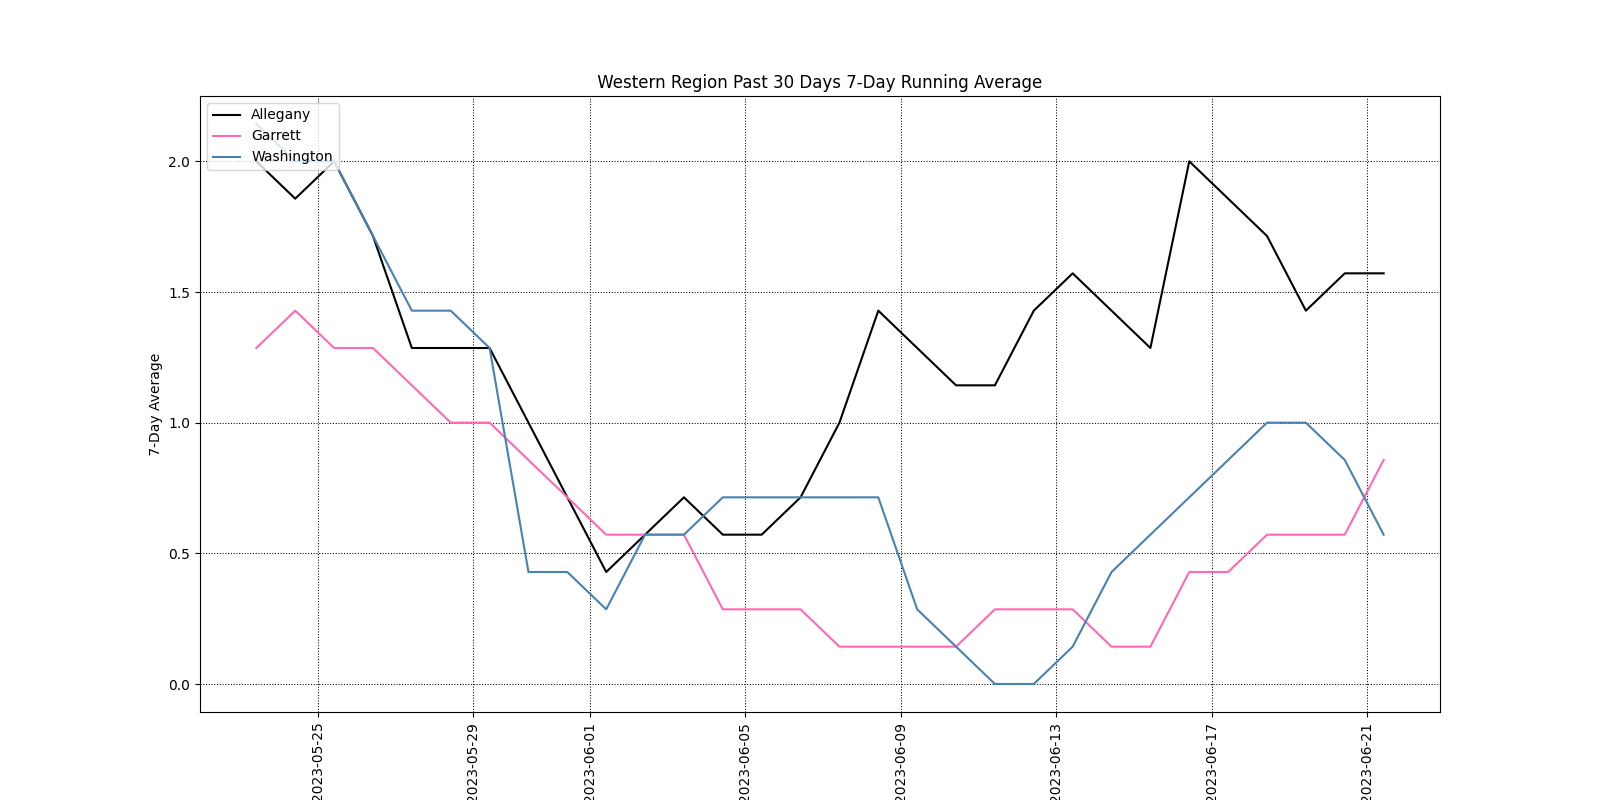 Western Region Past 30 Days 7-Day Running Average
Allegany
Garrett
Washington
7-Day Average
2.0
1.5
1.0
0.5
0.0
2023-05-25
2023-05-29
2023-06-01
2023-06-05
2023-06-09
2023-06-13
2023-06-17
2023-06-21